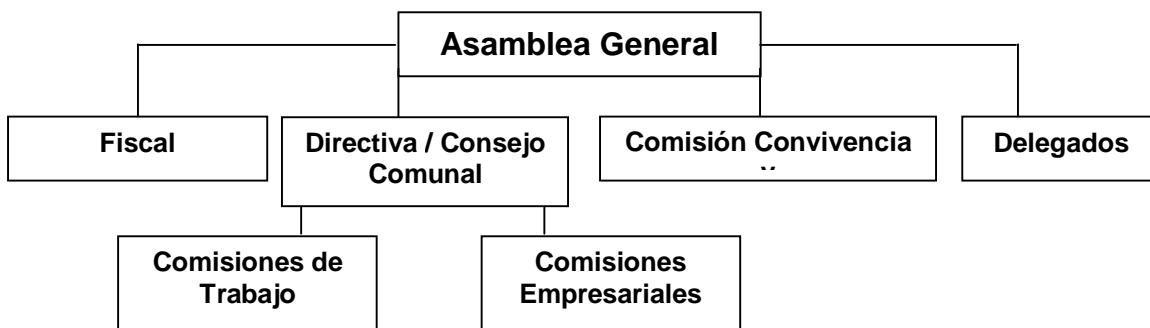 Asamblea General
Fiscal
Directiva / Consejo
Comunal
Comisión Convivencia
Delegados
Comisiones de
Trabajo
Comisiones
Empresariales